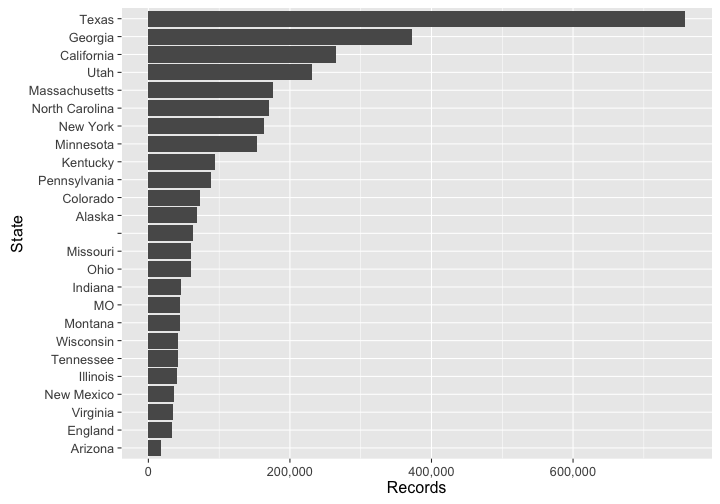 Texas
Georgia
California
Utah
Massachusetts
North Carolina
New York
Minnesota
Kentucky
Pennsylvania
Colorado
Alaska
Missouri
Ohio
Indiana
MO
Montana
Wisconsin
Tennessee
Illinois
New Mexico
Virginia
England
Arizona
State
0 200,000 400,000 600,000
Records